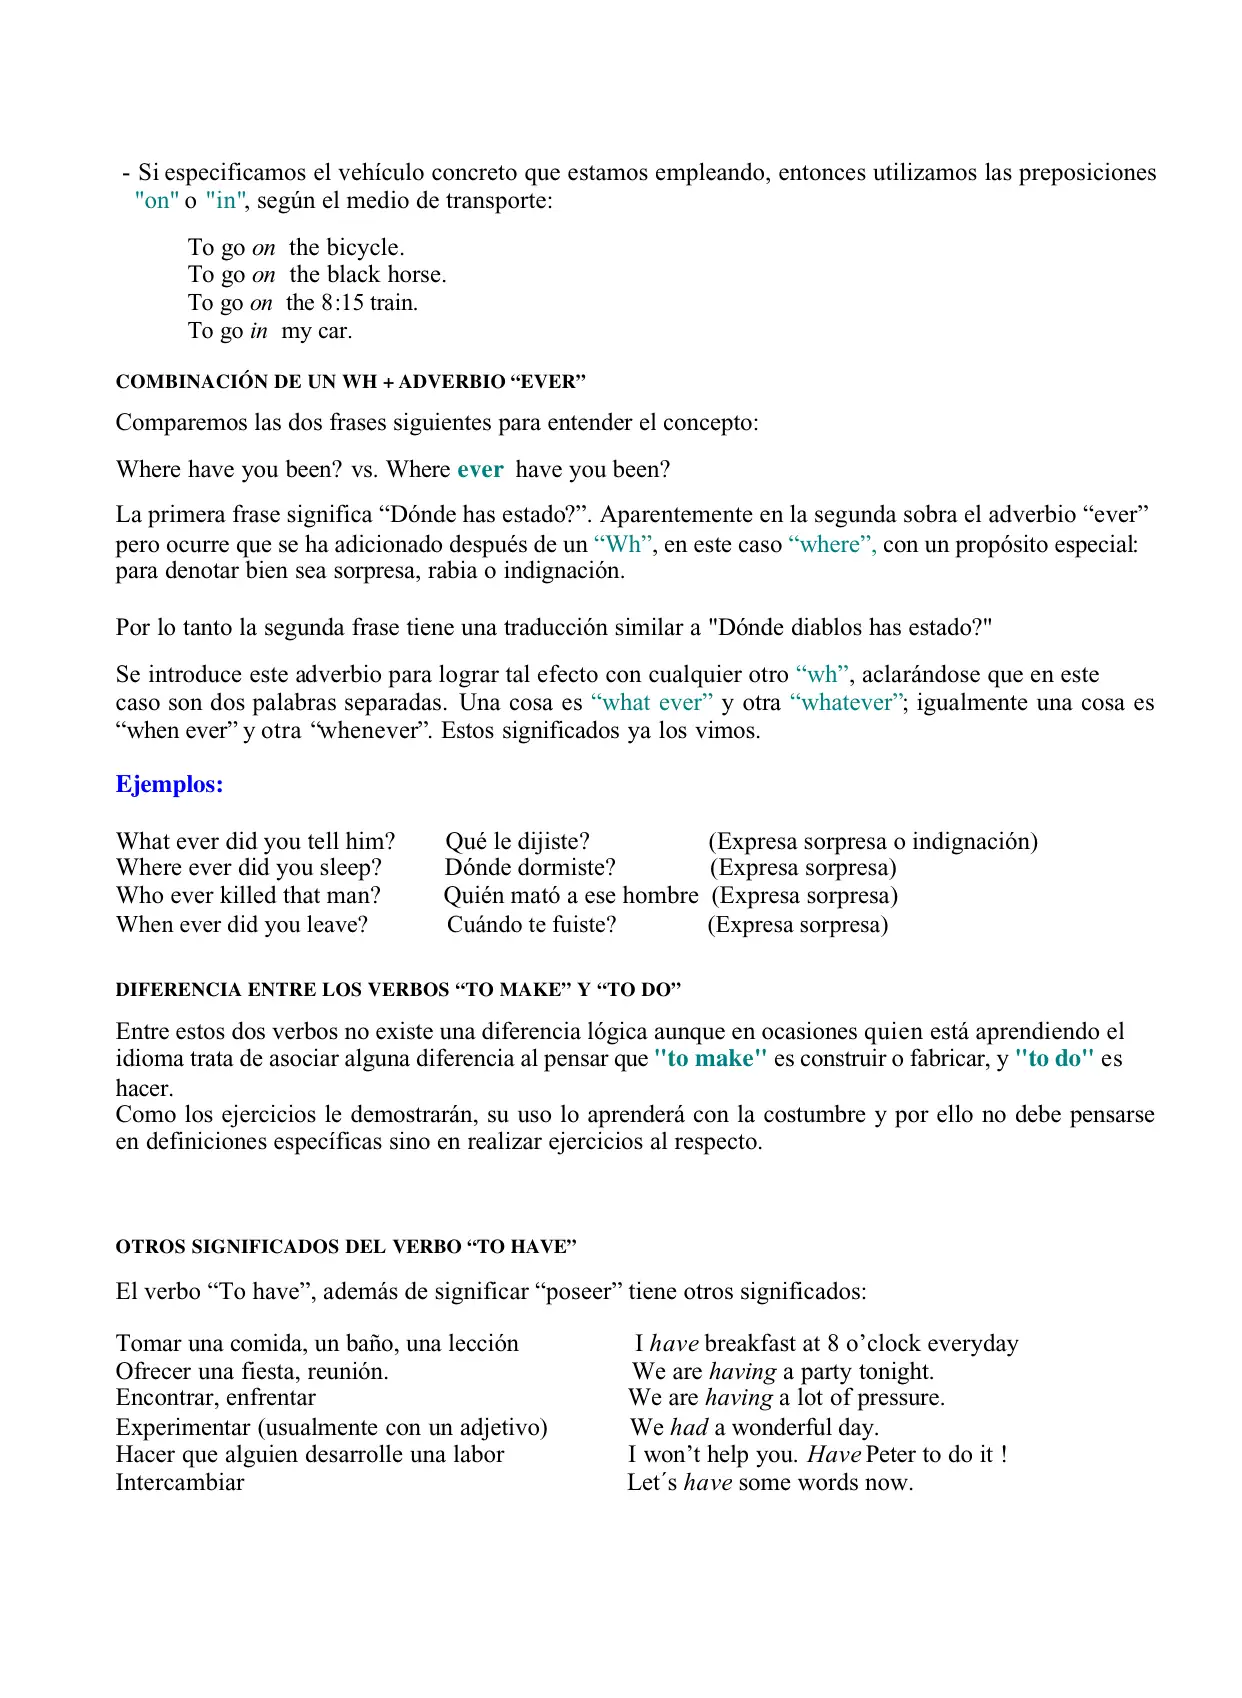 - Si especificamos el vehículo concreto que estamos empleando, entonces utilizamos las preposiciones
"on" o "in", según el medio de transporte:
To go on the bicycle.
To go on the black horse.
To go on the 8:15 train.
To go in my car.
COMBINACIÓN DE UN WH + ADVERBIO “EVER”
Comparemos las dos frases siguientes para entender el concepto:
Where have you been? vs. Where ever have you been?
La primera frase significa “Dónde has estado?”. Aparentemente en la segunda sobra el adverbio “ever”
pero ocurre que se ha adicionado después de un “Wh”, en este caso “where”, con un propósito especial:
para denotar bien sea sorpresa, rabia o indignación.
Por lo tanto la segunda frase tiene una traducción similar a "Dónde diablos has estado?"
Se introduce este adverbio para lograr tal efecto con cualquier otro “wh”, aclarándose que en este
caso son dos palabras separadas. Una cosa es “what ever” y otra “whatever”; igualmente una cosa es
“when ever” y otra “whenever”. Estos significados ya los vimos.
Ejemplos:
What ever did you tell him? Qué le dijiste? (Expresa sorpresa o indignación)
Where ever did you sleep? Dónde dormiste? (Expresa sorpresa)
Who ever killed that man? Quién mató a ese hombre (Expresa sorpresa)
When ever did you leave? Cuándo te fuiste? (Expresa sorpresa)
DIFERENCIA ENTRE LOS VERBOS “TO MAKE” Y “TO DO”
Entre estos dos verbos no existe una diferencia lógica aunque en ocasiones quien está aprendiendo el
idioma trata de asociar alguna diferencia al pensar que "to make" es construir o fabricar, y "to do" es
hacer.
Como los ejercicios le demostrarán, su uso lo aprenderá con la costumbre y por ello no debe pensarse
en definiciones específicas sino en realizar ejercicios al respecto.
OTROS SIGNIFICADOS DEL VERBO “TO HAVE”
El verbo “To have”, además de significar “poseer” tiene otros significados:
Tomar una comida, un baño, una lección I have breakfast at 8 o’clock everyday
Ofrecer una fiesta, reunión. We are having a party tonight.
Encontrar, enfrentar We are having a lot of pressure.
Experimentar (usualmente con un adjetivo) We had a wonderful day.
Hacer que alguien desarrolle una labor I won’t help you. Have Peter to do it !
Intercambiar Let´s have some words now.